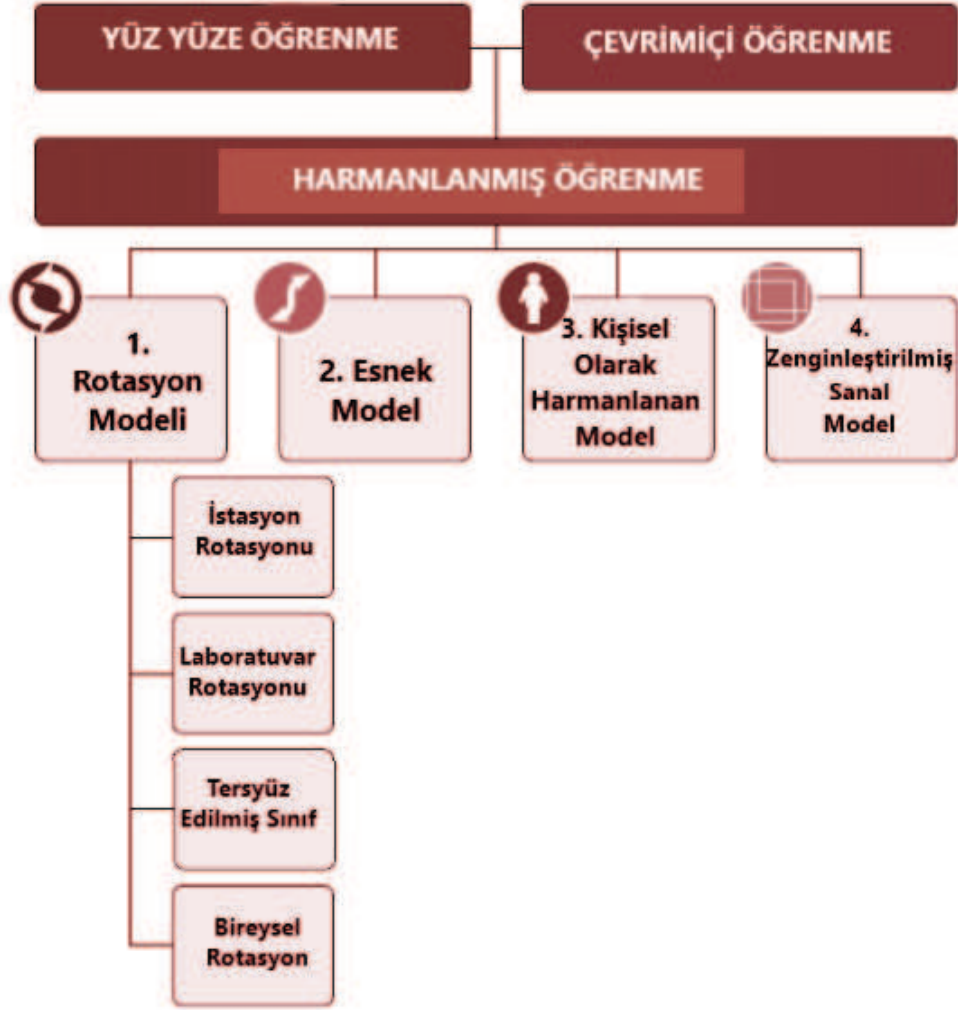 YÜZ YÜZE ÖĞRENME
ÇEVRİMİÇİ ÖĞRENME
HARMANLANMIŞ ÖĞRENME
1.
Rotasyon
Modeli
2. Esnek
Model
3. Kişisel
Olarak
Harmanlanan
Model
4.
Zenginleştirilmiş
Sanal
Model
İstasyon
Rotasyonu
Laboratuvar
Rotasyonu
Tersyüz
Edilmiş Sınıf
Bireysel
Rotasyon